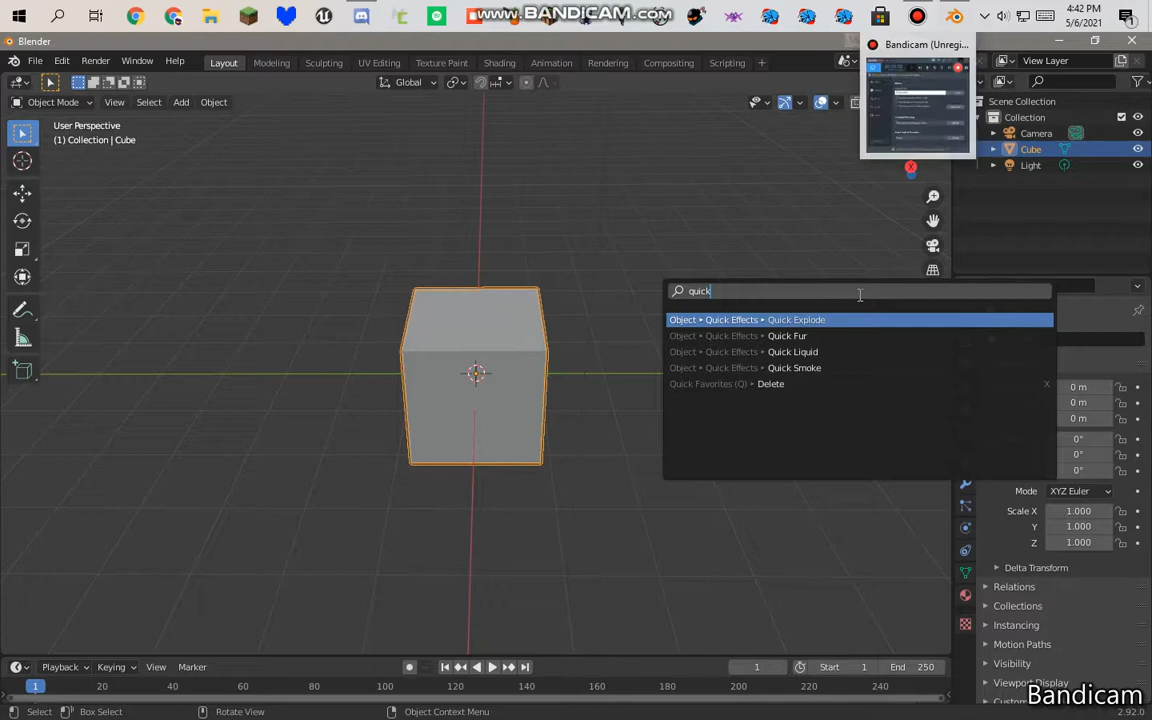 www.BANDICAM.com
4:42 PM
5/6/2021
1
Blender
Bandicam (Unregi...
File Edit Render Window Help Layout Modeling Sculpting UV Editing Texture Paint Shading Animation Rendering Compositing Scripting +
View Layer
Global
Object Mode View Select Add Object
User Perspective
(1) Collection | Cube
Scene Collection
Collection
Camera
Cube
Light
X
quick
Object ▸ Quick Effects ▸ Quick Explode
Object ▸ Quick Effects ▸ Quick Fur
Object ▸ Quick Effects ▸ Quick Liquid
Object ▸ Quick Effects ▸ Quick Smoke
Quick Favorites (Q) ▸ Delete X
0 m
0 m
0 m
0°
0°
0°
Mode XYZ Euler
Scale X 1.000
Y 1.000
Z 1.000
Delta Transform
Relations
Collections
Instancing
Motion Paths
Visibility
Viewport Display
Playback Keying View Marker 1 Start 1 End 250
1 20 40 60 80 100 120 140 160 180 200 220 240
Select Box Select Rotate View Object Context Menu 2.92.0
Bandicam